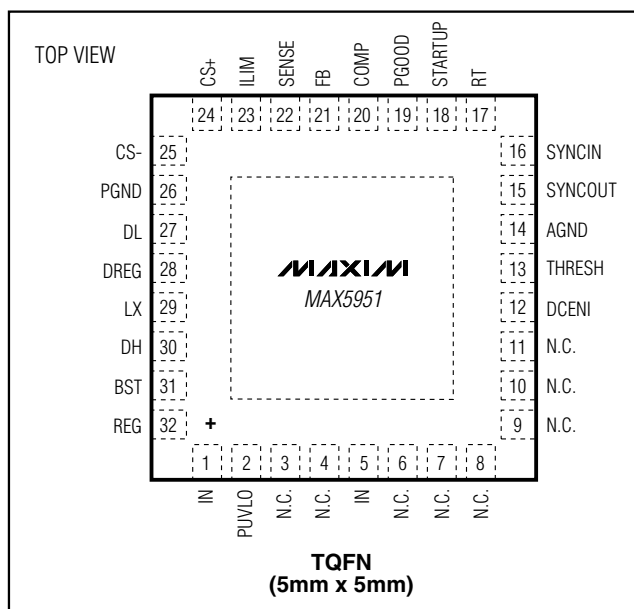 TOP VIEW
CS+ ILIM SENSE FB COMP PGOOD STARTUP RT
24 23 22 21 20 19 18 17
CS- 25 16 SYNCIN
PGND 26 15 SYNCOUT
DL 27 14 AGND
DREG 28 MAXIM 13 THRESH
LX 29 MAX5951 12 DCENI
DH 30 11 N.C.
BST 31 10 N.C.
REG 32 + 9 N.C.
1 2 3 4 5 6 7 8
IN PUVLO N.C. N.C. IN N.C. N.C. N.C.
TQFN
(5mm x 5mm)